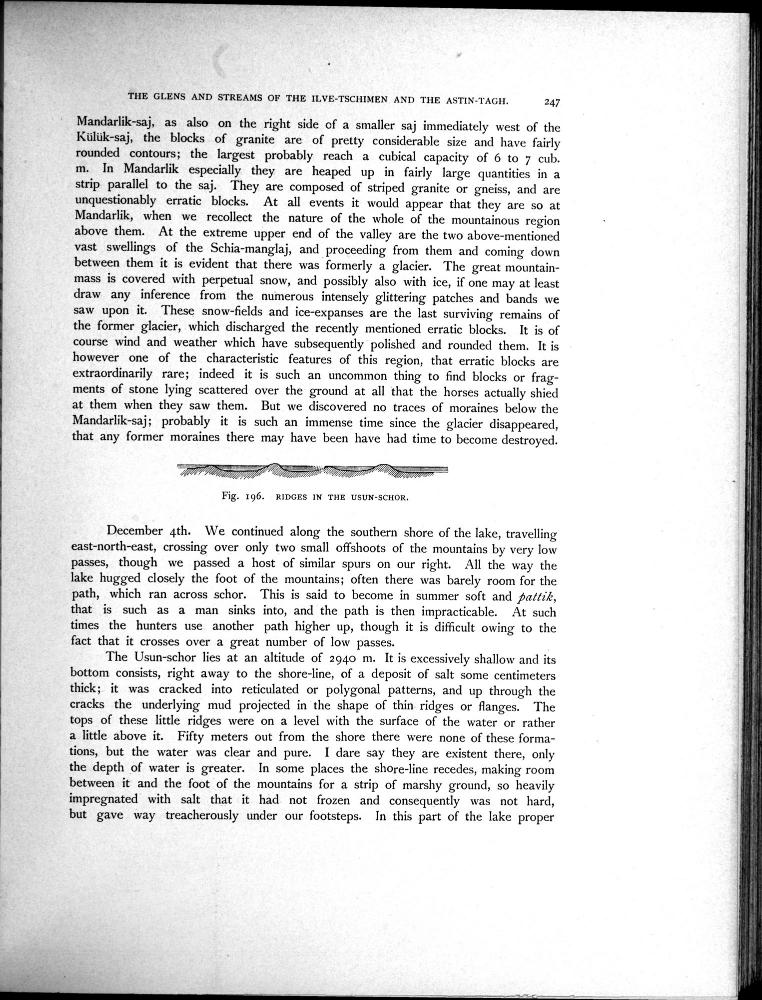 THE GLENS AND STREAMS OF THE ILVE-TSCHIMEN AND THE ASTIN-TAGH. 247
Mandarlik-saj, as also on the right side of a smaller saj immediately west of the
Külük-saj, the blocks of granite are of pretty considerable size and have fairly
rounded contours; the largest probably reach a cubical capacity of 6 to 7 cub.
m. In Mandarlik especially they are heaped up in fairly large quantities in a
strip parallel to the saj. They are composed of striped granite or gneiss, and are
unquestionably erratic blocks. At all events it would appear that they are so at
Mandarlik, when we recollect the nature of the whole of the mountainous region
above them. At the extreme upper end of the valley are the two above-mentioned
vast swellings of the Schia-manglaj, and proceeding from them and coming down
between them it is evident that there was formerly a glacier. The great mountain-
mass is covered with perpetual snow, and possibly also with ice, if one may at least
draw any inference from the numerous intensely glittering patches and bands we
saw upon it. These snow-fields and ice-expanses are the last surviving remains of
the former glacier, which discharged the recently mentioned erratic blocks. It is of
course wind and weather which have subsequently polished and rounded them. It is
however one of the characteristic features of this region, that erratic blocks are
extraordinarily rare; indeed it is such an uncommon thing to find blocks or frag-
ments of stone lying scattered over the ground at all that the horses actually shied
at them when they saw them. But we discovered no traces of moraines below the
Mandarlik-saj; probably it is such an immense time since the glacier disappeared,
that any former moraines there may have been have had time to become destroyed.
Fig. 196. RIDGES IN THE USUN-SCHOR.
December 4th. We continued along the southern shore of the lake, travelling
east-north-east, crossing over only two small offshoots of the mountains by very low
passes, though we passed a host of similar spurs on our right. All the way the
lake hugged closely the foot of the mountains; often there was barely room for the
path, which ran across schor. This is said to become in summer soft and pattik,
that is such as a man sinks into, and the path is then impracticable. At such
times the hunters use another path higher up, though it is difficult owing to the
fact that it crosses over a great number of low passes.
The Usun-schor lies at an altitude of 2940 m. It is excessively shallow and its
bottom consists, right away to the shore-line, of a deposit of salt some centimeters
thick; it was cracked into reticulated or polygonal patterns, and up through the
cracks the underlying mud projected in the shape of thin ridges or flanges. The
tops of these little ridges were on a level with the surface of the water or rather
a little above it. Fifty meters out from the shore there were none of these forma-
tions, but the water was clear and pure. I dare say they are existent there, only
the depth of water is greater. In some places the shore-line recedes, making room
between it and the foot of the mountains for a strip of marshy ground, so heavily
impregnated with salt that it had not frozen and consequently was not hard,
but gave way treacherously under our footsteps. In this part of the lake proper